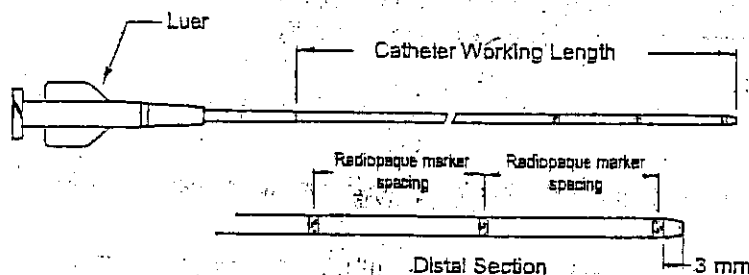 Luer
Catheter Working Length
Radiopaque marker
spacing
Radiopaque marker
spacing
Distal Section
3 mm